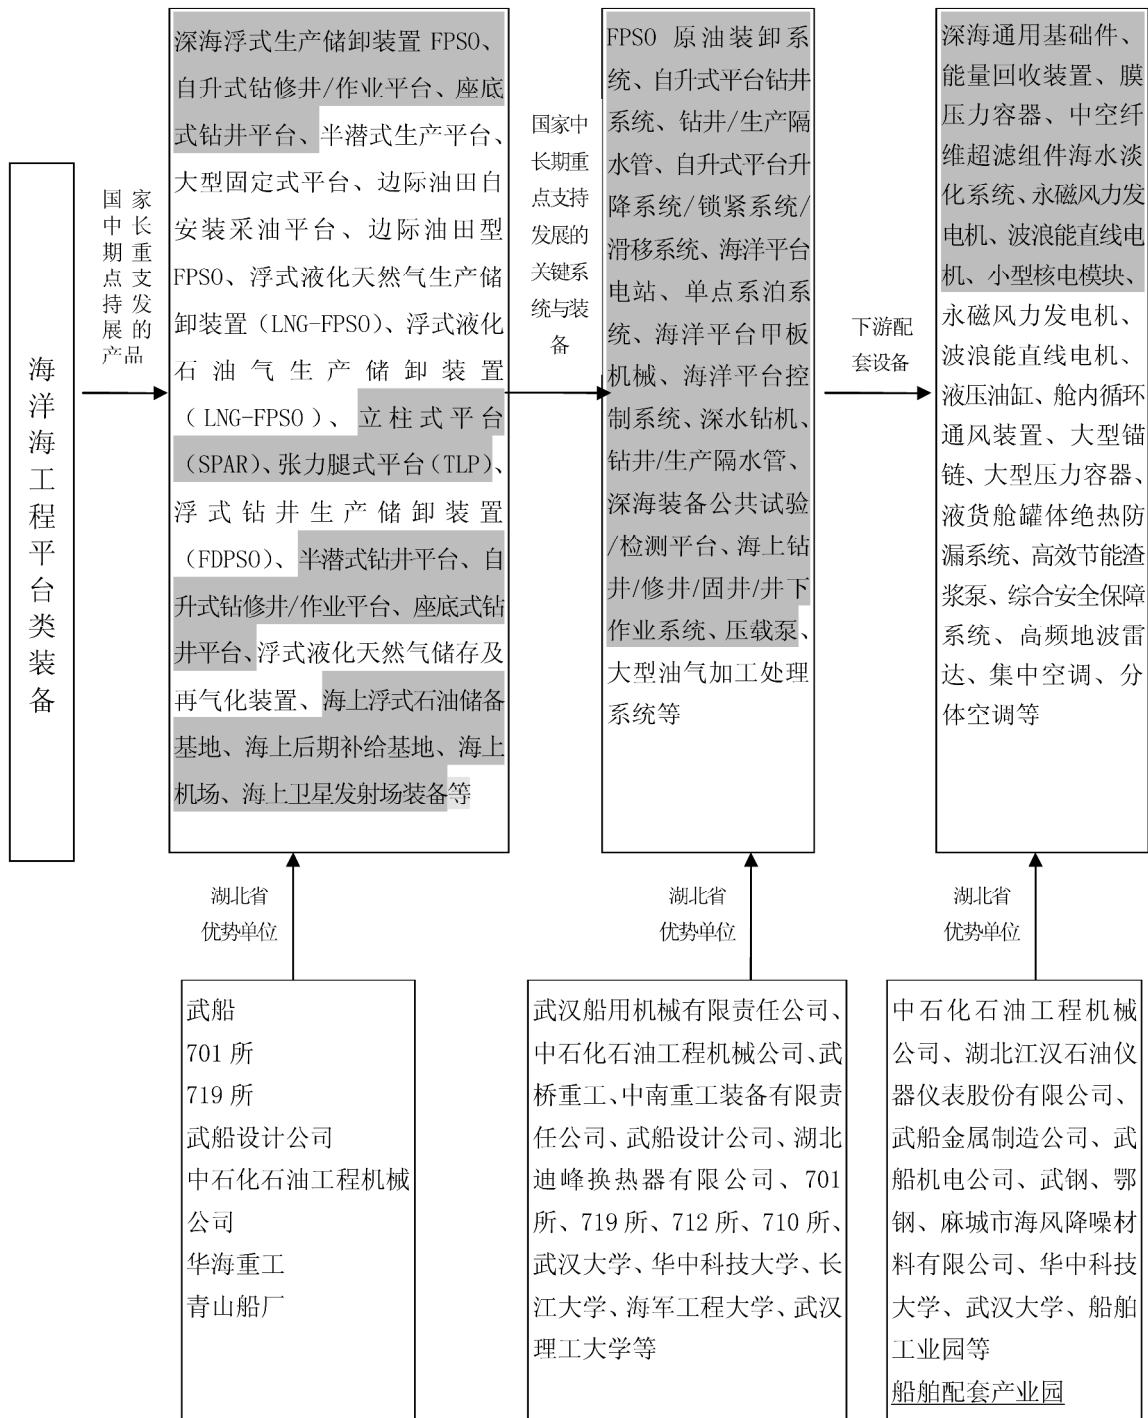 海
洋
海
工
程
平
台
类
装
备
国家
中长
期重
点支
持发
展的
产品
深海浮式生产储卸装置 FPSO、
自升式钻修井/作业平台、座底
式钻井平台、半潜式生产平台、
大型固定式平台、边际油田自
安装采油平台、边际油田型
FPSO、浮式液化天然气生产储
卸装置（LNG-FPSO）、浮式液化
石油气生产储卸装置
（LNG-FPSO）、立柱式平台
（SPAR）、张力腿式平台（TLP）、
浮式钻井生产储卸装置
（FDPSO）、半潜式钻井平台、自
升式钻修井/作业平台、座底式钻
井平台、浮式液化天然气储存及
再气化装置、海上浮式石油储备
基地、海上后期补给基地、海上
机场、海上卫星发射场装备等
国家中
长期重
点支持
发展的
关键系
统与装
备
FPSO 原油装卸系
统、自升式平台钻井
系统、钻井/生产隔
水管、自升式平台升
降系统/锁紧系统/
滑移系统、海洋平台
电站、单点系泊系
统、海洋平台甲板
机械、海洋平台控
制系统、深水钻机、
钻井/生产隔水管、
深海装备公共试验
/检测平台、海上钻
井/修井/固井/井下
作业系统、压载泵、
大型油气加工处理
系统等
下游配
套设备
深海通用基础件、
能量回收装置、膜
压力容器、中空纤
维超滤组件海水淡
化系统、永磁风力发
电机、波浪能直线电
机、小型核电模块、
永磁风力发电机、
波浪能直线电机、
液压油缸、舱内循环
通风装置、大型锚
链、大型压力容器、
液货舱罐体绝热防
漏系统、高效节能渣
浆泵、综合安全保障
系统、高频地波雷
达、集中空调、分
体空调等
湖北省
优势单位
湖北省
优势单位
湖北省
优势单位
武船
701 所
719 所
武船设计公司
中石化石油工程机械
公司
华海重工
青山船厂
武汉船用机械有限责任公司、
中石化石油工程机械公司、武
桥重工、中南重工装备有限责
任公司、武船设计公司、湖北
迪峰换热器有限公司、701
所、719 所、712 所、710 所、
武汉大学、华中科技大学、长
江大学、海军工程大学、武汉
理工大学等
中石化石油工程机械
公司、湖北江汉石油仪
器仪表股份有限公司、
武船金属制造公司、武
船机电公司、武钢、鄂
钢、麻城市海风降噪材
料有限公司、华中科技
大学、武汉大学、船舶
工业园等
船舶配套产业园